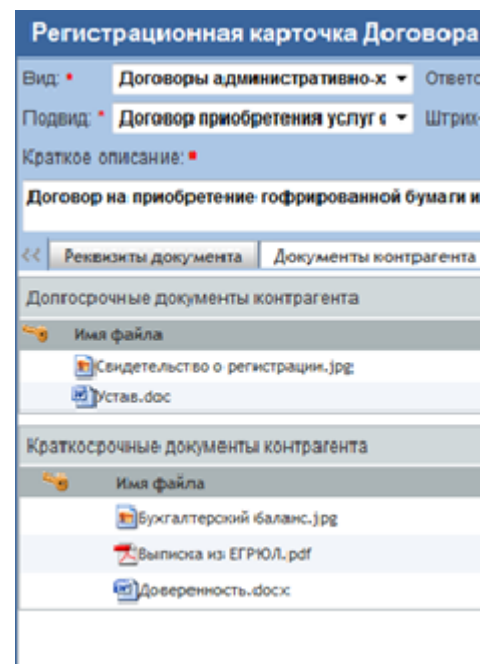 Регистрационная карточка Договора
Вид: • Договоры административно-х Ответс
Подвид: * Договор приобретения услуг с Штрих-
Краткое описание: •
Договор на приобретение гофрированной бумаги и
<< Реквизиты документа Документы контрагента
Долгосрочные документы контрагента
Имя файла
Свидетельство о регистрации.jpg
Устав.doc
Краткосрочные документы контрагента
Имя файла
Бухгалтерский баланс.jpg
Выписка из ЕГРЮЛ.pdf
Доверенность.docx